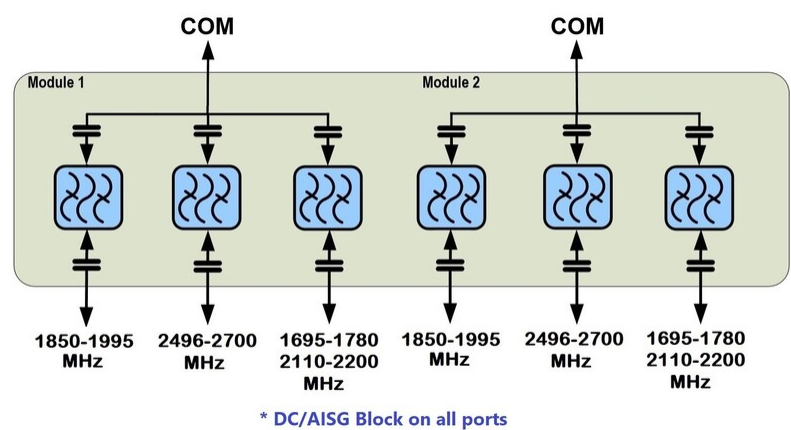 COM
COM
Module 1
Module 2
1850-1995
MHz
2496-2700
MHz
1695-1780
2110-2200
MHz
1850-1995
MHz
2496-2700
MHz
1695-1780
2110-2200
MHz
* DC/AISG Block on all ports